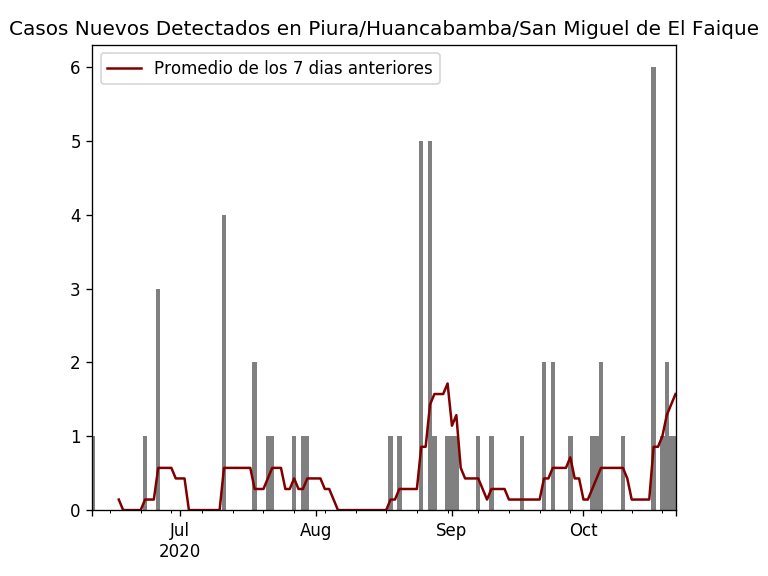 Casos Nuevos Detectados en Piura/Huancabamba/San Miguel de El Faique
Promedio de los 7 dias anteriores
6
5
4
3
2
1
0
Jul
2020
Aug
Sep
Oct